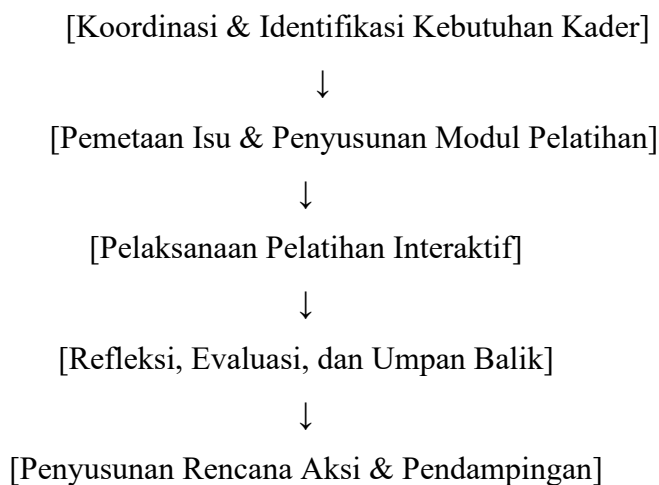 [Koordinasi & Identifikasi Kebutuhan Kader]
↓
[Pemetaan Isu & Penyusunan Modul Pelatihan]
↓
[Pelaksanaan Pelatihan Interaktif]
↓
[Refleksi, Evaluasi, dan Umpan Balik]
↓
[Penyusunan Rencana Aksi & Pendampingan]